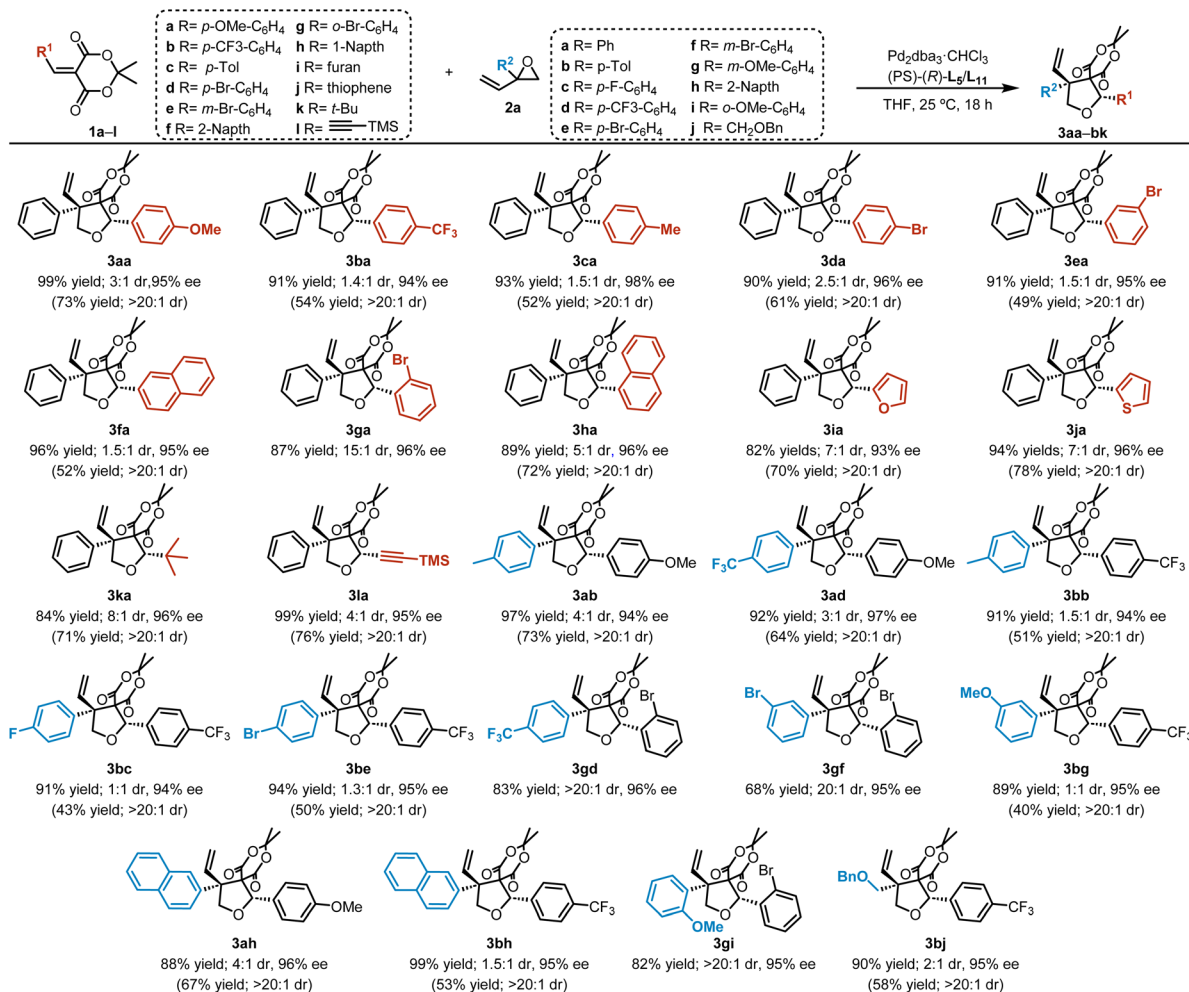 R1
O
O
O
O
1a–l
a R= p-OMe-C6H4 g R= o-Br-C6H4
b R= p-CF3-C6H4 h R= 1-Napth
c R= p-Tol i R= furan
d R= p-Br-C6H4 j R= thiophene
e R= m-Br-C6H4 k R= t-Bu
f R= 2-Napth l R= TMS
+
R2
O
2a
a R= Ph f R= m-Br-C6H4
b R= p-Tol g R= m-OMe-C6H4
c R= p-F-C6H4 h R= 2-Napth
d R= p-CF3-C6H4 i R= o-OMe-C6H4
e R= p-Br-C6H4 j R= CH2OBn
Pd2dba3·CHCl3
(PS)-(R)-L5/L11
THF, 25 ºC, 18 h
O O
O O
R2 R1
O
3aa–bk
O O O O O OMe
O O O O O CF3
O O O O O Me
O O O O O Br
O O O O O Br
3aa 3ba 3ca 3da 3ea
99% yield; 3:1 dr,95% ee 91% yield; 1.4:1 dr, 94% ee 93% yield; 1.5:1 dr, 98% ee 90% yield; 2.5:1 dr, 96% ee 91% yield; 1.5:1 dr, 95% ee
(73% yield; >20:1 dr) (54% yield; >20:1 dr) (52% yield; >20:1 dr) (61% yield; >20:1 dr) (49% yield; >20:1 dr)
O O O O O
O O O O O Br
O O O O O
O O O O O O
O O O O O S
3fa 3ga 3ha 3ia 3ja
96% yield; 1.5:1 dr, 95% ee 87% yield; 15:1 dr, 96% ee 89% yield; 5:1 dr, 96% ee 82% yields; 7:1 dr, 93% ee 94% yields; 7:1 dr, 96% ee
(52% yield; >20:1 dr) (72% yield; >20:1 dr) (70% yield; >20:1 dr) (78% yield; >20:1 dr)
O O O O O
O O O O O TMS
O O O O O OMe
F3C O O O O O OMe
O O O O O CF3
3ka 3la 3ab 3ad 3bb
84% yield; 8:1 dr, 96% ee 99% yield; 4:1 dr, 95% ee 97% yield; 4:1 dr, 94% ee 92% yield; 3:1 dr, 97% ee 91% yield; 1.5:1 dr, 94% ee
(71% yield; >20:1 dr) (76% yield; >20:1 dr) (73% yield, >20:1 dr) (64% yield; >20:1 dr) (51% yield; >20:1 dr)
F O O O O O CF3
Br O O O O O CF3
F3C O O O O O Br
Br O O O O O Br
MeO O O O O O CF3
3bc 3be 3gd 3gf 3bg
91% yield; 1:1 dr, 94% ee 94% yield; 1.3:1 dr, 95% ee 83% yield; >20:1 dr, 96% ee 68% yield; 20:1 dr, 95% ee 89% yield; 1:1 dr, 95% ee
(43% yield; >20:1 dr) (50% yield; >20:1 dr) (40% yield; >20:1 dr)
O O O O O OMe
O O O O O CF3
OMe O O O O O Br
BnO O O O O O CF3
3ah 3bh 3gi 3bj
88% yield; 4:1 dr, 96% ee 99% yield; 1.5:1 dr, 95% ee 82% yield; >20:1 dr, 95% ee 90% yield; 2:1 dr, 95% ee
(67% yield; >20:1 dr) (53% yield; >20:1 dr) (58% yield; >20:1 dr)